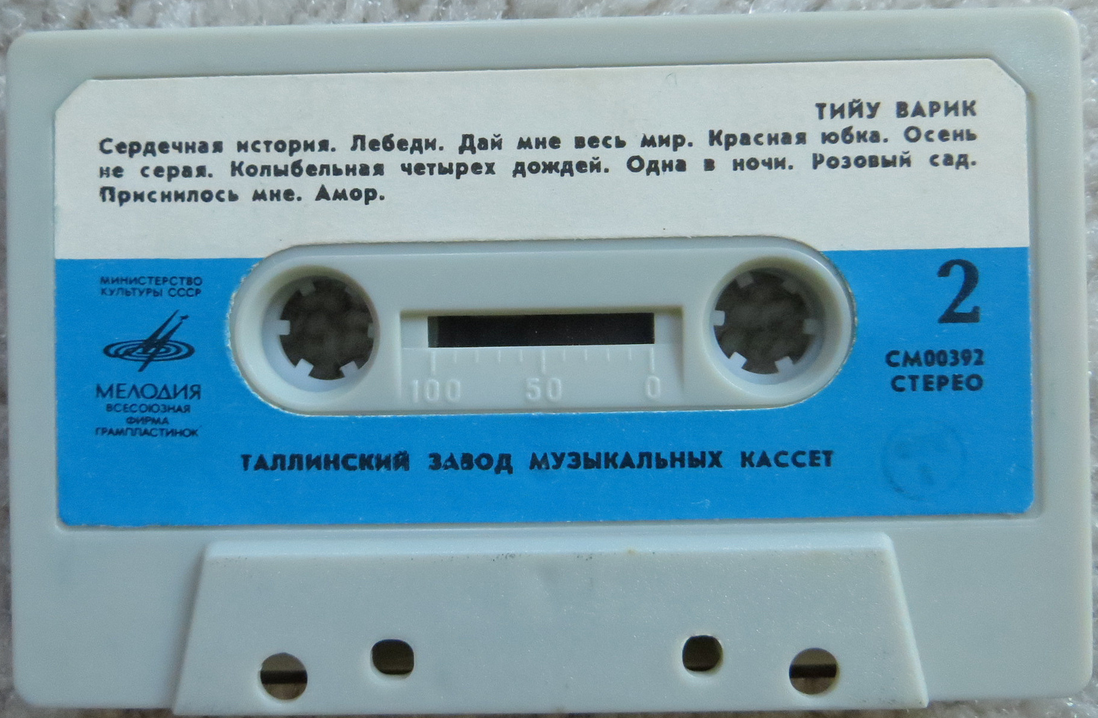 ТИЙУ ВАРИК
Сердечная история. Лебеди. Дай мне весь мир. Красная юбка. Осень
не серая. Колыбельная четырех дождей. Одна в ночи. Розовый сад.
Приснилось мне. Амор.
МИНИСТЕРСТВО
КУЛЬТУРЫ СССР
МЕЛОДИЯ
ВСЕСОЮЗНАЯ
ФИРМА
ГРАМПЛАСТИНОК
2
СМ00392
СТЕРЕО
100 50 0
ТАЛЛИНСКИЙ ЗАВОД МУЗЫКАЛЬНЫХ КАССЕТ